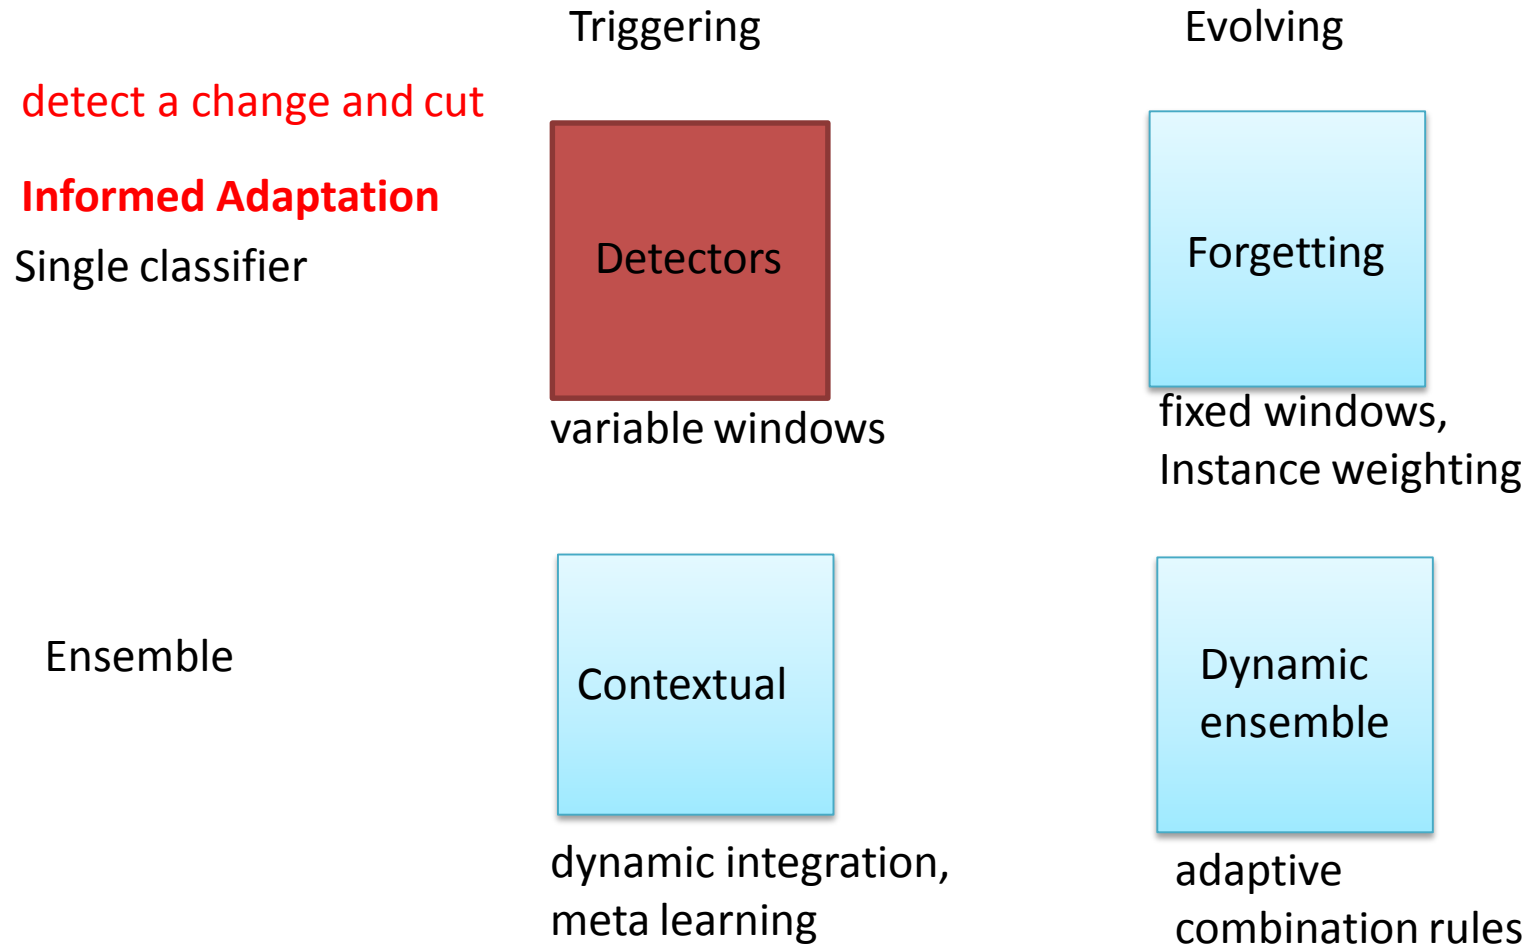 Triggering
Evolving
detect a change and cut
Informed Adaptation
Single classifier
Detectors
Forgetting
variable windows
fixed windows,
Instance weighting
Ensemble
Contextual
Dynamic
ensemble
dynamic integration,
meta learning
adaptive
combination rules